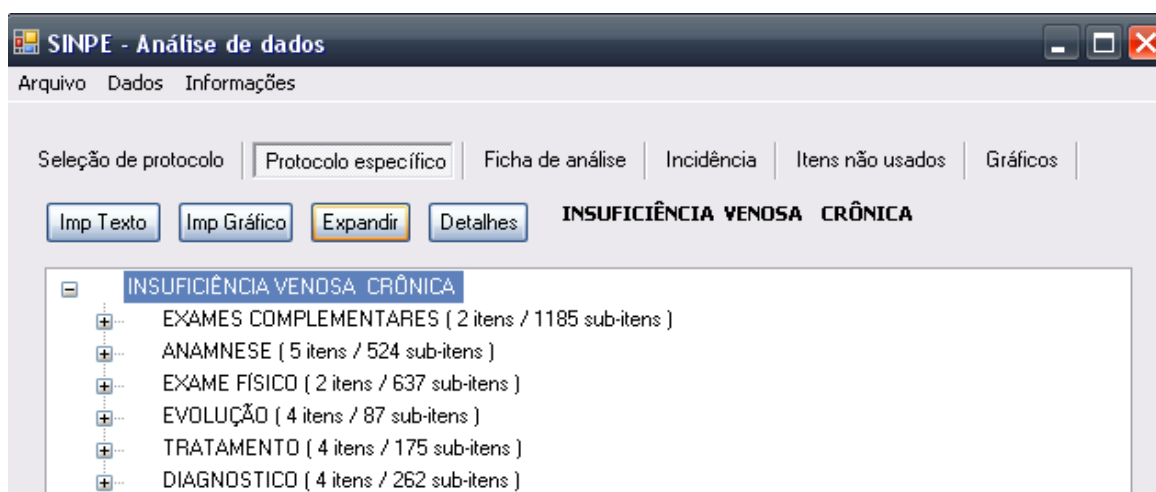 SINPE - Análise de dados
Arquivo Dados Informações
Seleção de protocolo Protocolo específico Ficha de análise Incidência Itens não usados Gráficos
Imp Texto Imp Gráfico Expandir Detalhes INSUFICIÊNCIA VENOSA CRÔNICA
INSUFICIÊNCIA VENOSA CRÔNICA
EXAMES COMPLEMENTARES ( 2 itens / 1185 sub-itens )
ANAMNESE ( 5 itens / 524 sub-itens )
EXAME FÍSICO ( 2 itens / 637 sub-itens )
EVOLUÇÃO ( 4 itens / 87 sub-itens )
TRATAMENTO ( 4 itens / 175 sub-itens )
DIAGNOSTICO ( 4 itens / 262 sub-itens )